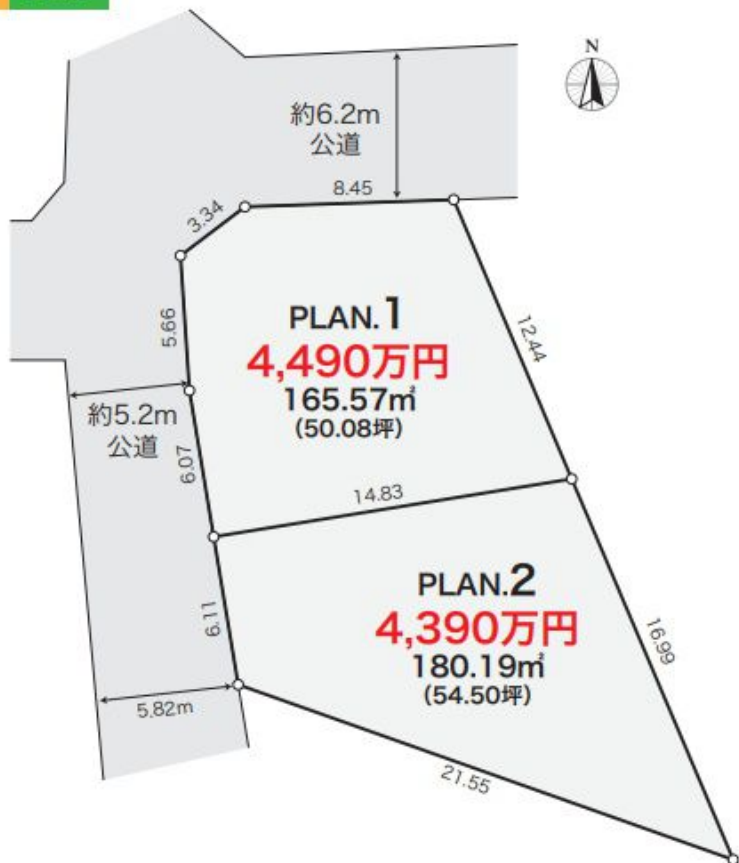 N
約6.2m
公道
8.45
3.34
5.66
PLAN.1
4,490万円
165.57㎡
(50.08坪)
12.44
約5.2m
公道
6.07
14.83
6.11
PLAN.2
4,390万円
180.19㎡
(54.50坪)
16.99
5.82m
21.55